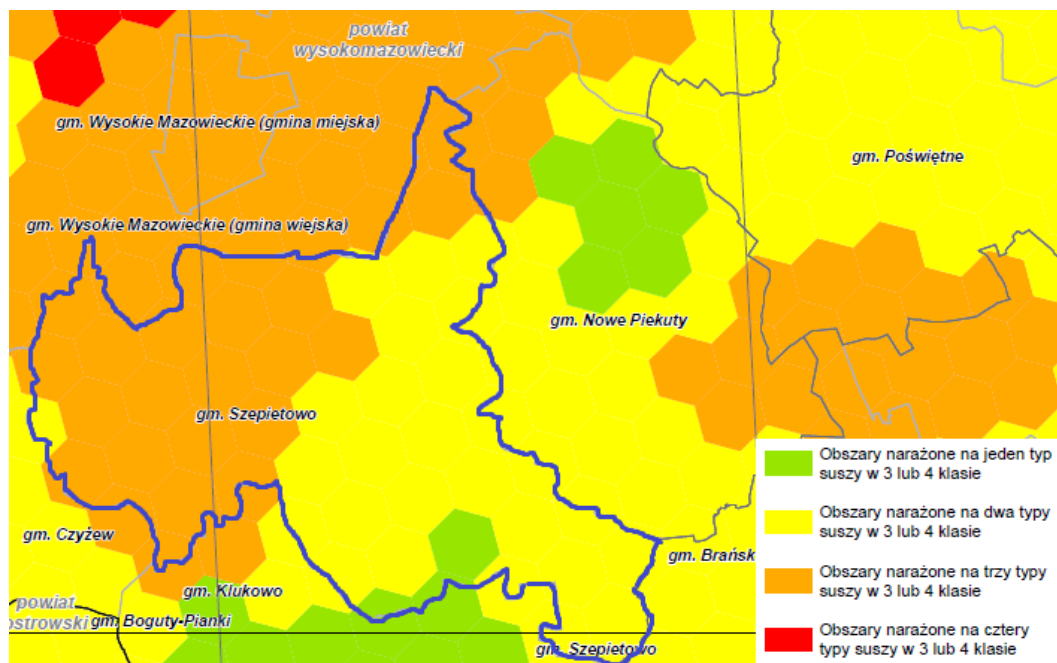 powiat
wysokomazowiecki
gm. Wysokie Mazowieckie (gmina miejska)
gm. Poświętne
gm. Wysokie Mazowieckie (gmina wiejska)
gm. Nowe Piekuty
gm. Szepietowo
gm. Czyżew
gm. Brańsk
gm. Klukowo
powiat
ostrowski
gm. Boguty-Pianki
gm. Szepietowo
Obszary narażone na jeden typ
suszy w 3 lub 4 klasie
Obszary narażone na dwa typy
suszy w 3 lub 4 klasie
Obszary narażone na trzy typy
suszy w 3 lub 4 klasie
Obszary narażone na cztery
typy suszy w 3 lub 4 klasie